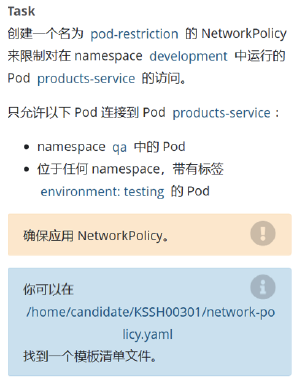 Task
创建一个名为 pod-restriction 的 NetworkPolicy
来限制对在 namespace development 中运行的
Pod products-service 的访问。
只允许以下 Pod 连接到 Pod products-service：
• namespace qa 中的 Pod
• 位于任何 namespace，带有标签
environment: testing 的 Pod
确保应用 NetworkPolicy。
你可以在
/home/candidate/KSSH00301/network-po
licy.yaml
找到一个模板清单文件。